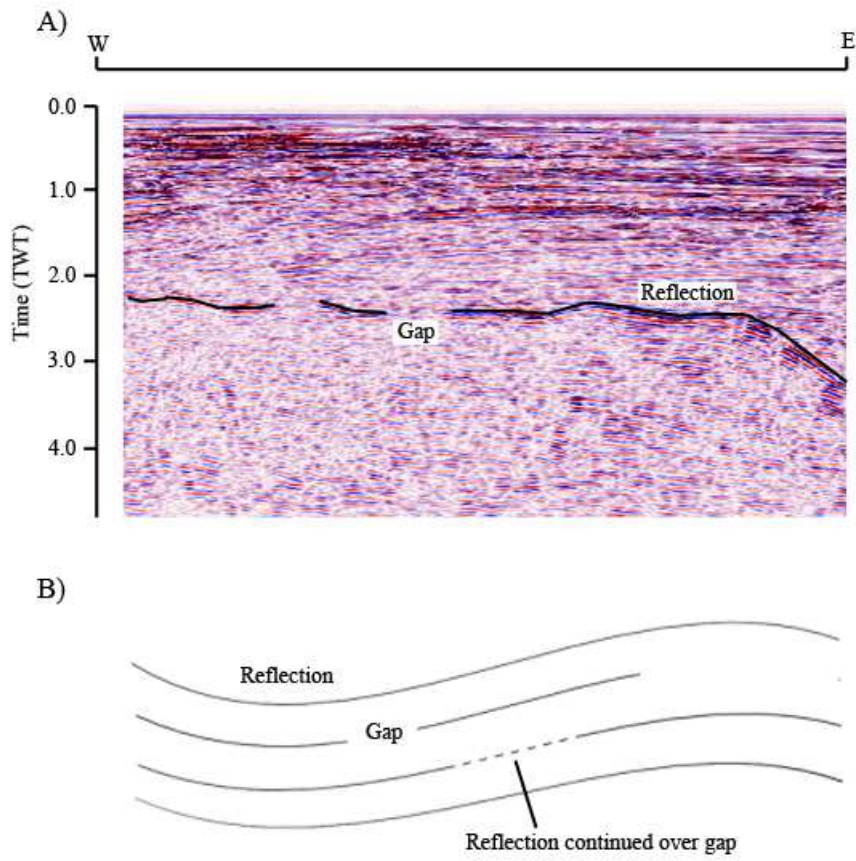 A)
W
E
0.0
1.0
2.0
3.0
4.0
Time (TWT)
Reflection
Gap
B)
Reflection
Gap
Reflection continued over gap